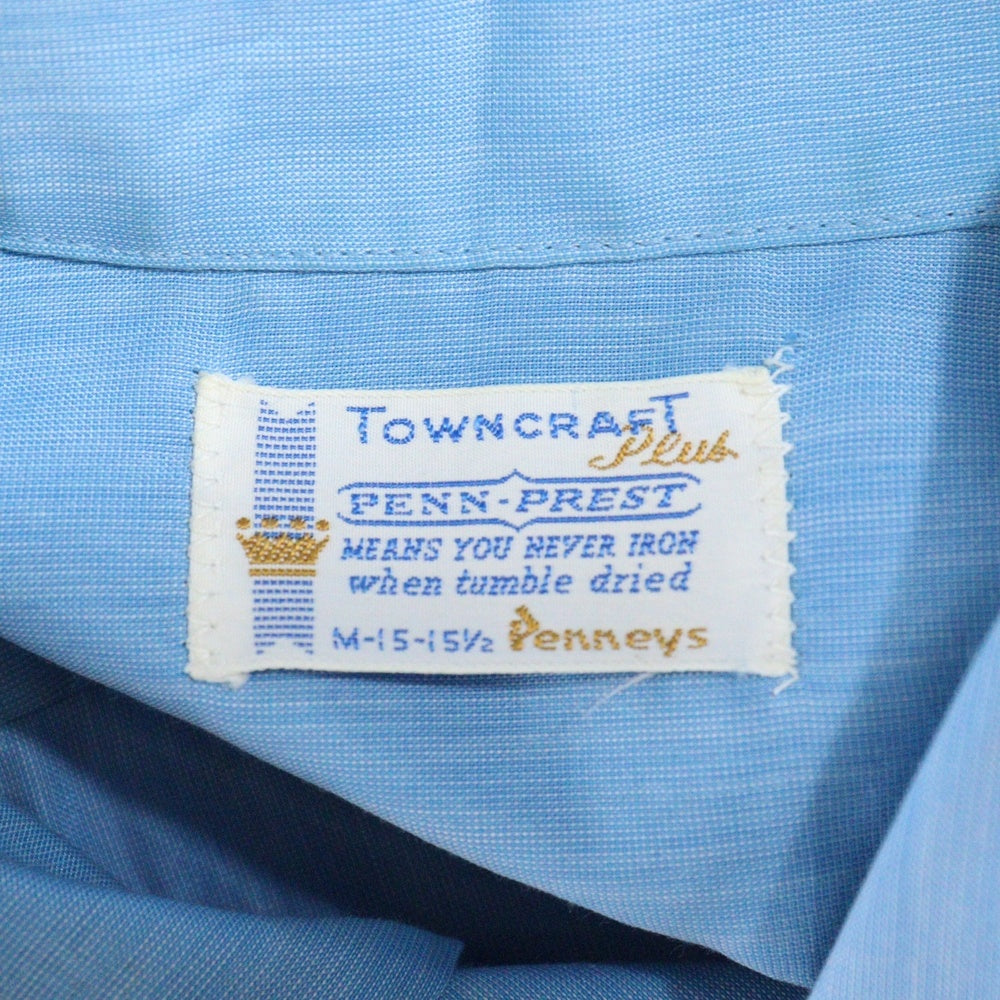 TOWNCRAFT
Plus
PENN-PREST
MEANS YOU NEVER IRON
when tumble dried
M-15-15½ Penneys